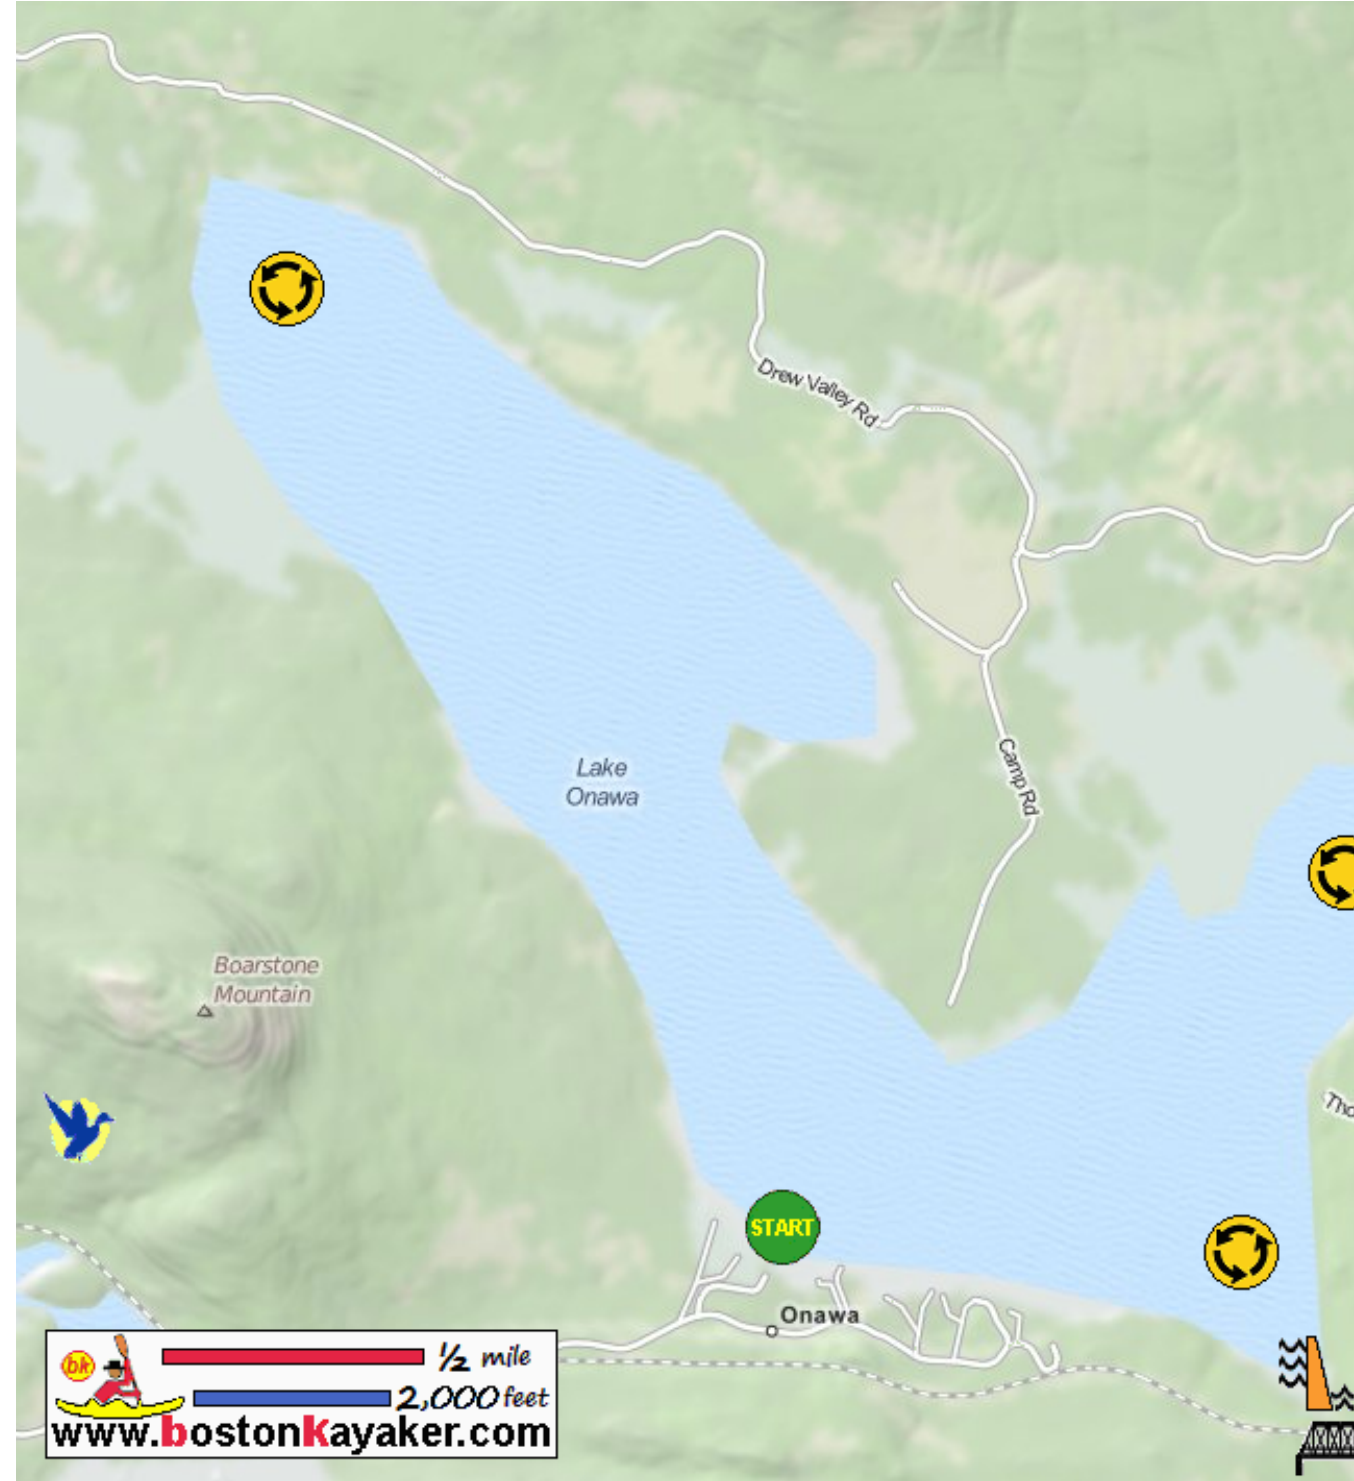 Drew Valley Rd
Camp Rd
Lake
Onawa
Boarstone
Mountain
Tho
START
Onawa
bk
½ mile
2,000 feet
www.bostonKayaker.com